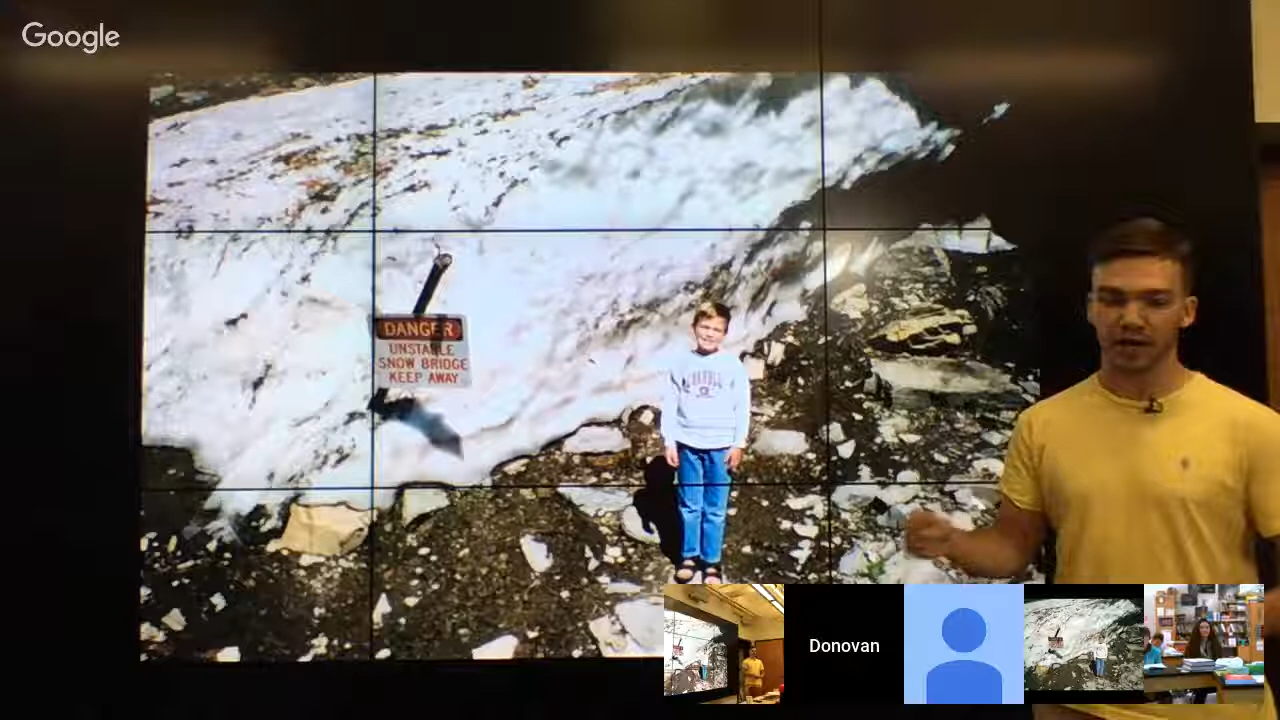 Google
DANGER
UNSTABLE
SNOW BRIDGE
KEEP AWAY
Donovan